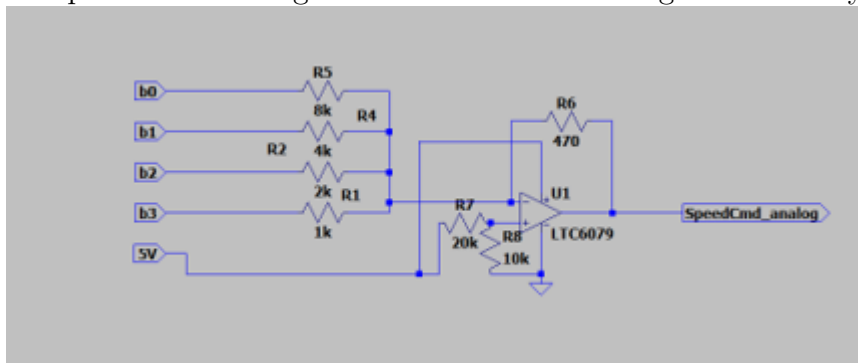 R5
b0
8k
R4
b1
4k
R2
b2
2k
R1
b3
1k
5V
R6
470
U1
R7
20k
R8
10k
LTC6079
SpeedCmd_analog